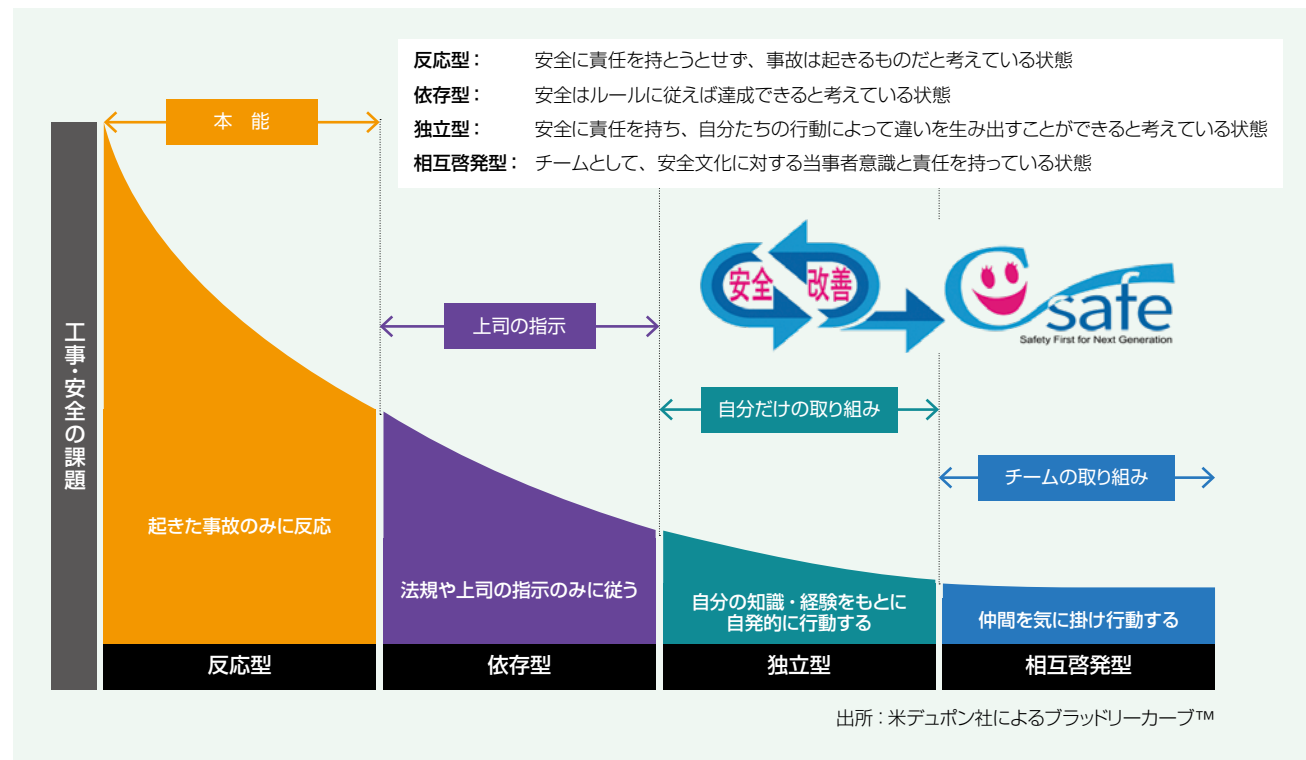 反応型： 安全に責任を持とうとせず、事故は起きるものだと考えている状態
依存型： 安全はルールに従えば達成できると考えている状態
独立型： 安全に責任を持ち、自分たちの行動によって違いを生み出すことができると考えている状態
相互啓発型： チームとして、安全文化に対する当事者意識と責任を持っている状態
本　能
安全 改善
safe
Safety First for Next Generation
上司の指示
自分だけの取り組み
チームの取り組み
工事・安全の課題
起きた事故のみに反応
法規や上司の指示のみに従う
自分の知識・経験をもとに
自発的に行動する
仲間を気に掛け行動する
反応型
依存型
独立型
相互啓発型
出所：米デュポン社によるブラッドリーカーブ™